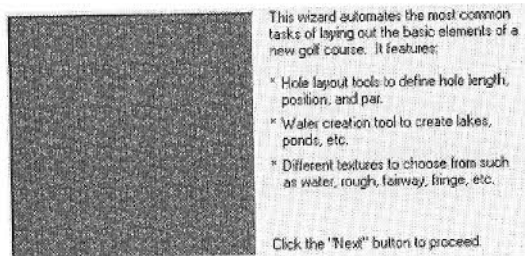 This wizard automates the most common
tasks of laying out the basic elements of a
new golf course. It features:
* Hole layout tools to define hole length,
position, and par.
* Water creation tool to create lakes,
ponds, etc.
* Different textures to choose from such
as water, rough, fairway, fringe, etc.
Click the "Next" button to proceed.